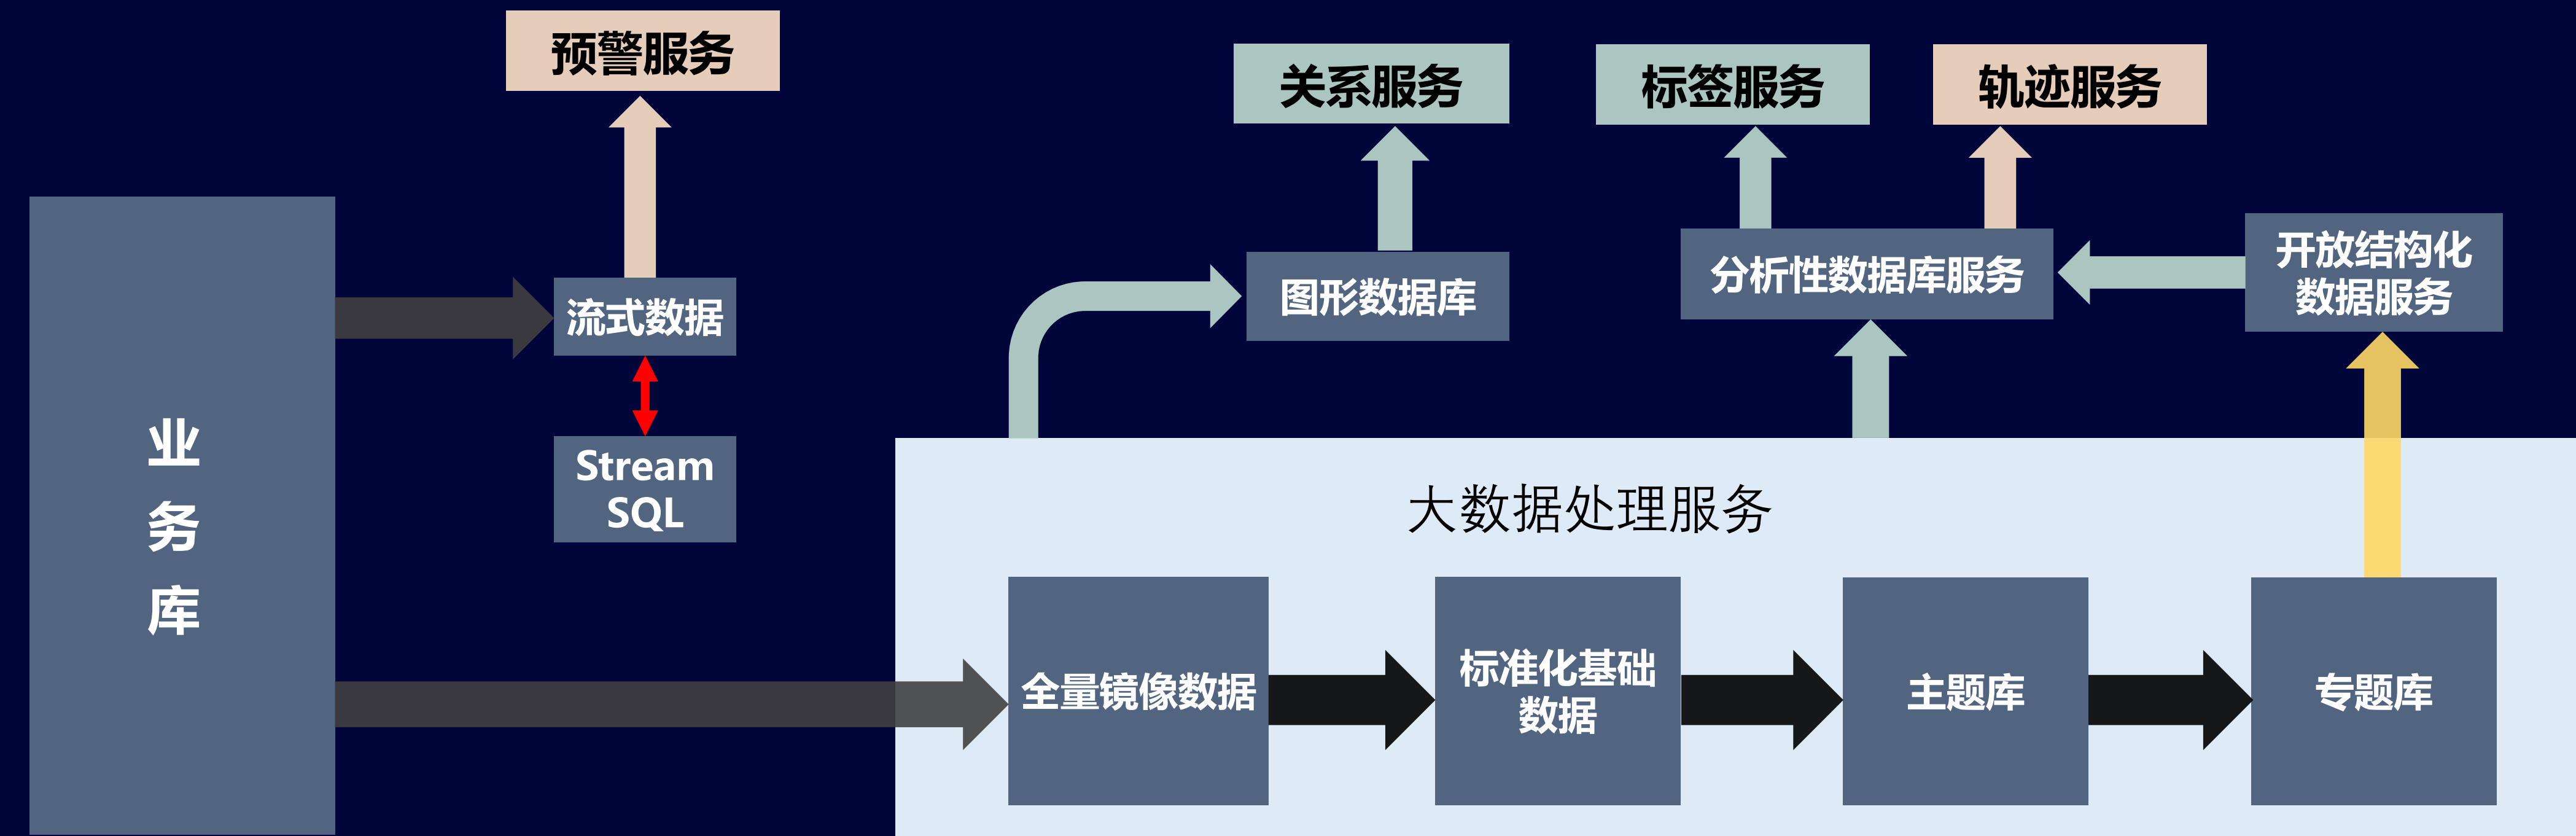 预警服务
关系服务
标签服务
轨迹服务
流式数据
图形数据库
分析性数据库服务
开放结构化
数据服务
业
务
库
Stream
SQL
大数据处理服务
全量镜像数据
标准化基础
数据
主题库
专题库